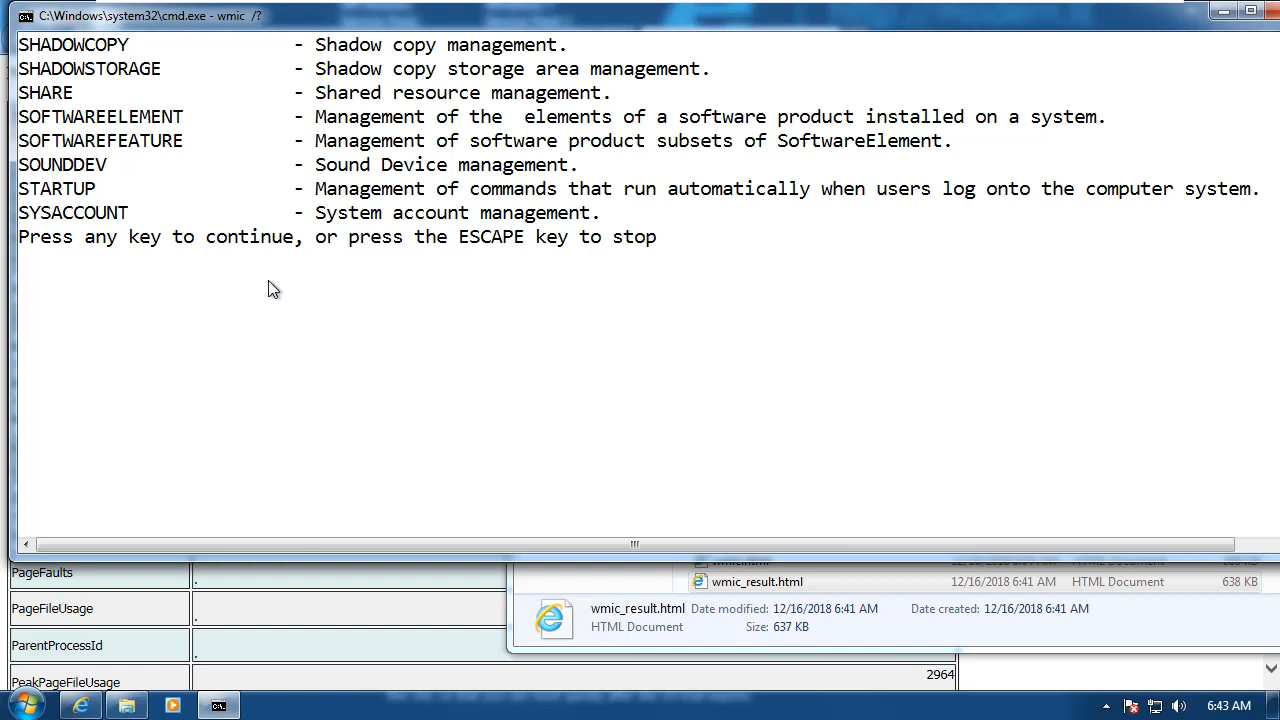 C:\Windows\system32\cmd.exe - wmic /?
SHADOWCOPY - Shadow copy management.
SHADOWSTORAGE - Shadow copy storage area management.
SHARE - Shared resource management.
SOFTWAREELEMENT - Management of the  elements of a software product installed on a system.
SOFTWAREFEATURE - Management of software product subsets of SoftwareElement.
SOUNDDEV - Sound Device management.
STARTUP - Management of commands that run automatically when users log onto the computer system.
SYSACCOUNT - System account management.
Press any key to continue, or press the ESCAPE key to stop
PageFaults
wmic_result.html 12/16/2018 6:41 AM HTML Document 638 KB
PageFileUsage
wmic_result.html Date modified: 12/16/2018 6:41 AM Date created: 12/16/2018 6:41 AM
HTML Document Size: 637 KB
ParentProcessId
PeakPageFileUsage 2964
6:43 AM